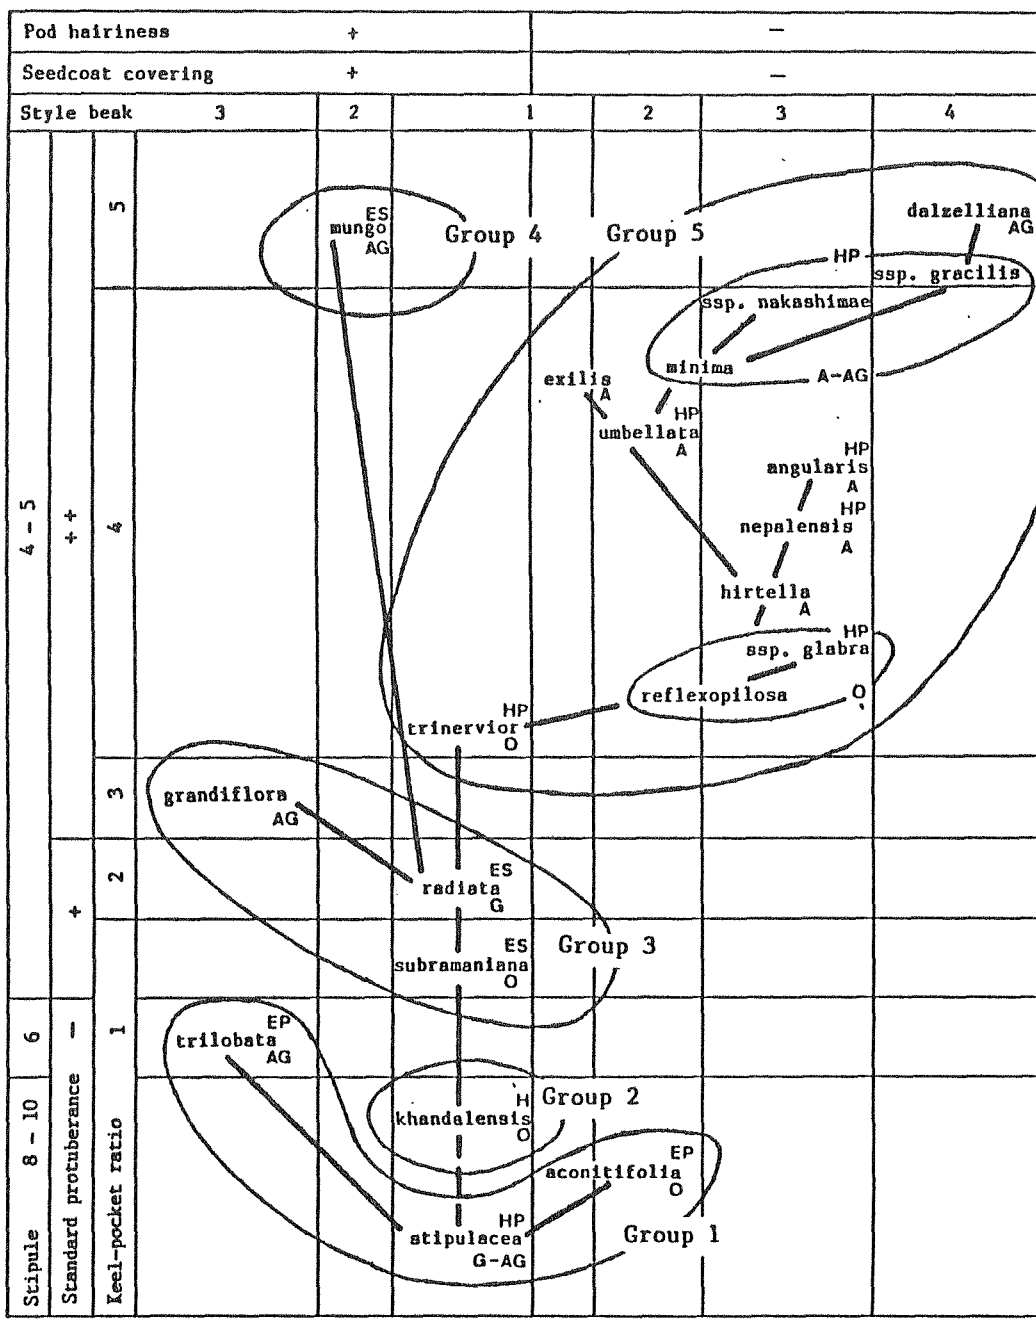 Pod hairiness + −
Seedcoat covering + −
Style beak 3 2 1 2 3 4
5
mungo ES AG
Group 4
Group 5
dalzelliana AG
HP
ssp. gracilis
ssp. nakashimae
minima
A-AG
exilis A
umbellata HP A
angularis HP A
4 - 5
++
4
nepalensis HP A
hirtella A
HP
ssp. glabra
reflexopilosa O
trinervior HP O
3
grandiflora AG
2
radiata ES G
+
subramaniana ES O
Group 3
6
−
1
trilobata EP AG
khandalensis H O
Group 2
aconitifolia EP O
stipulacea HP G-AG
Group 1
Stipule 8 - 10
Standard protuberance
Keel-pocket ratio